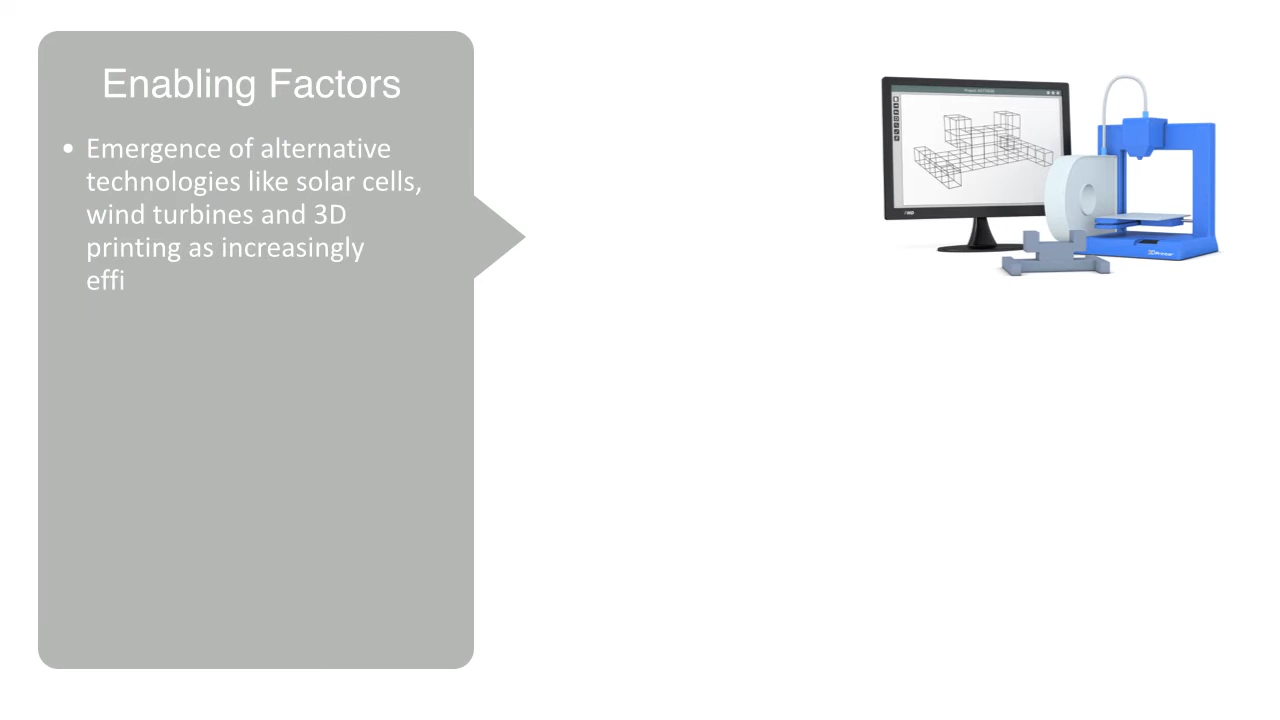 Enabling Factors
• Emergence of alternative
technologies like solar cells,
wind turbines and 3D
printing as increasingly
effi